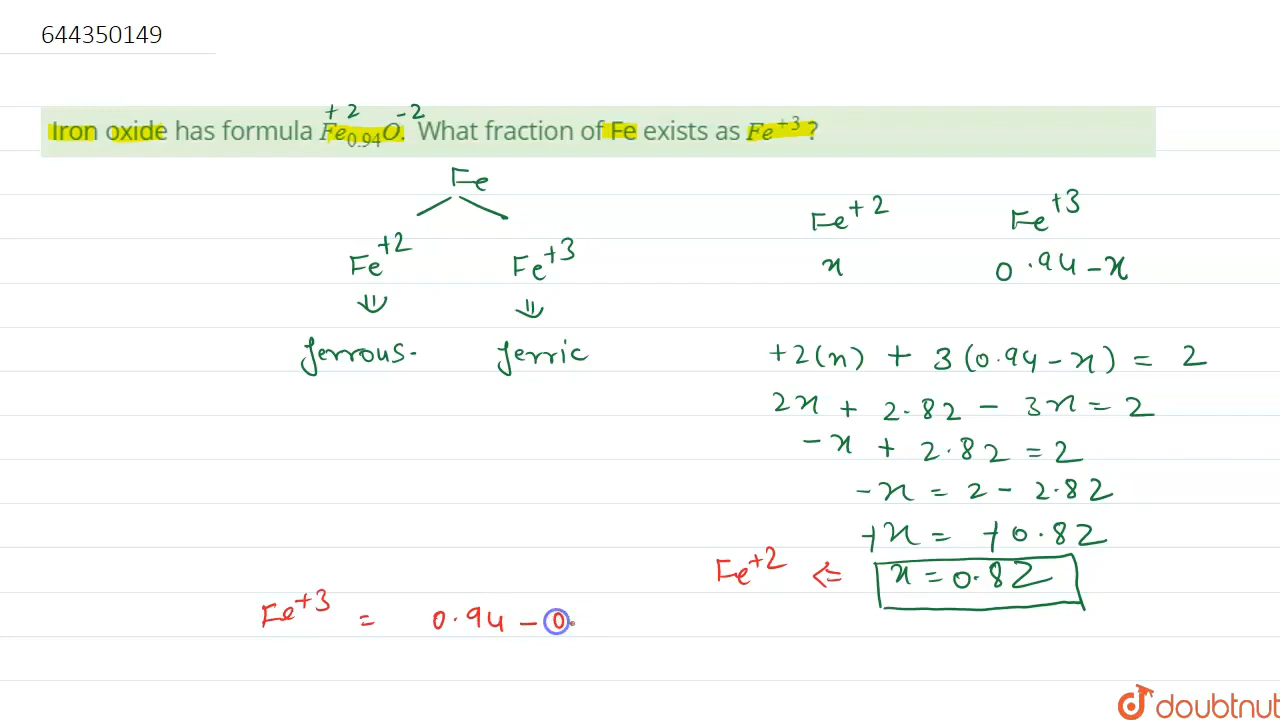 644350149
+2 -2
Iron oxide has formula Fe0.94O. What fraction of Fe exists as Fe+3 ?
Fe
Fe+2 Fe+3
ferrous. ferric
Fe+2 Fe+3
x 0.94-x
+2(x) + 3(0.94-x) = 2
2x + 2.82 - 3x = 2
-x + 2.82 = 2
-x = 2 - 2.82
+x = +0.82
Fe+2 ⇐ x = 0.82
Fe+3 = 0.94 - 0.
doubtnut